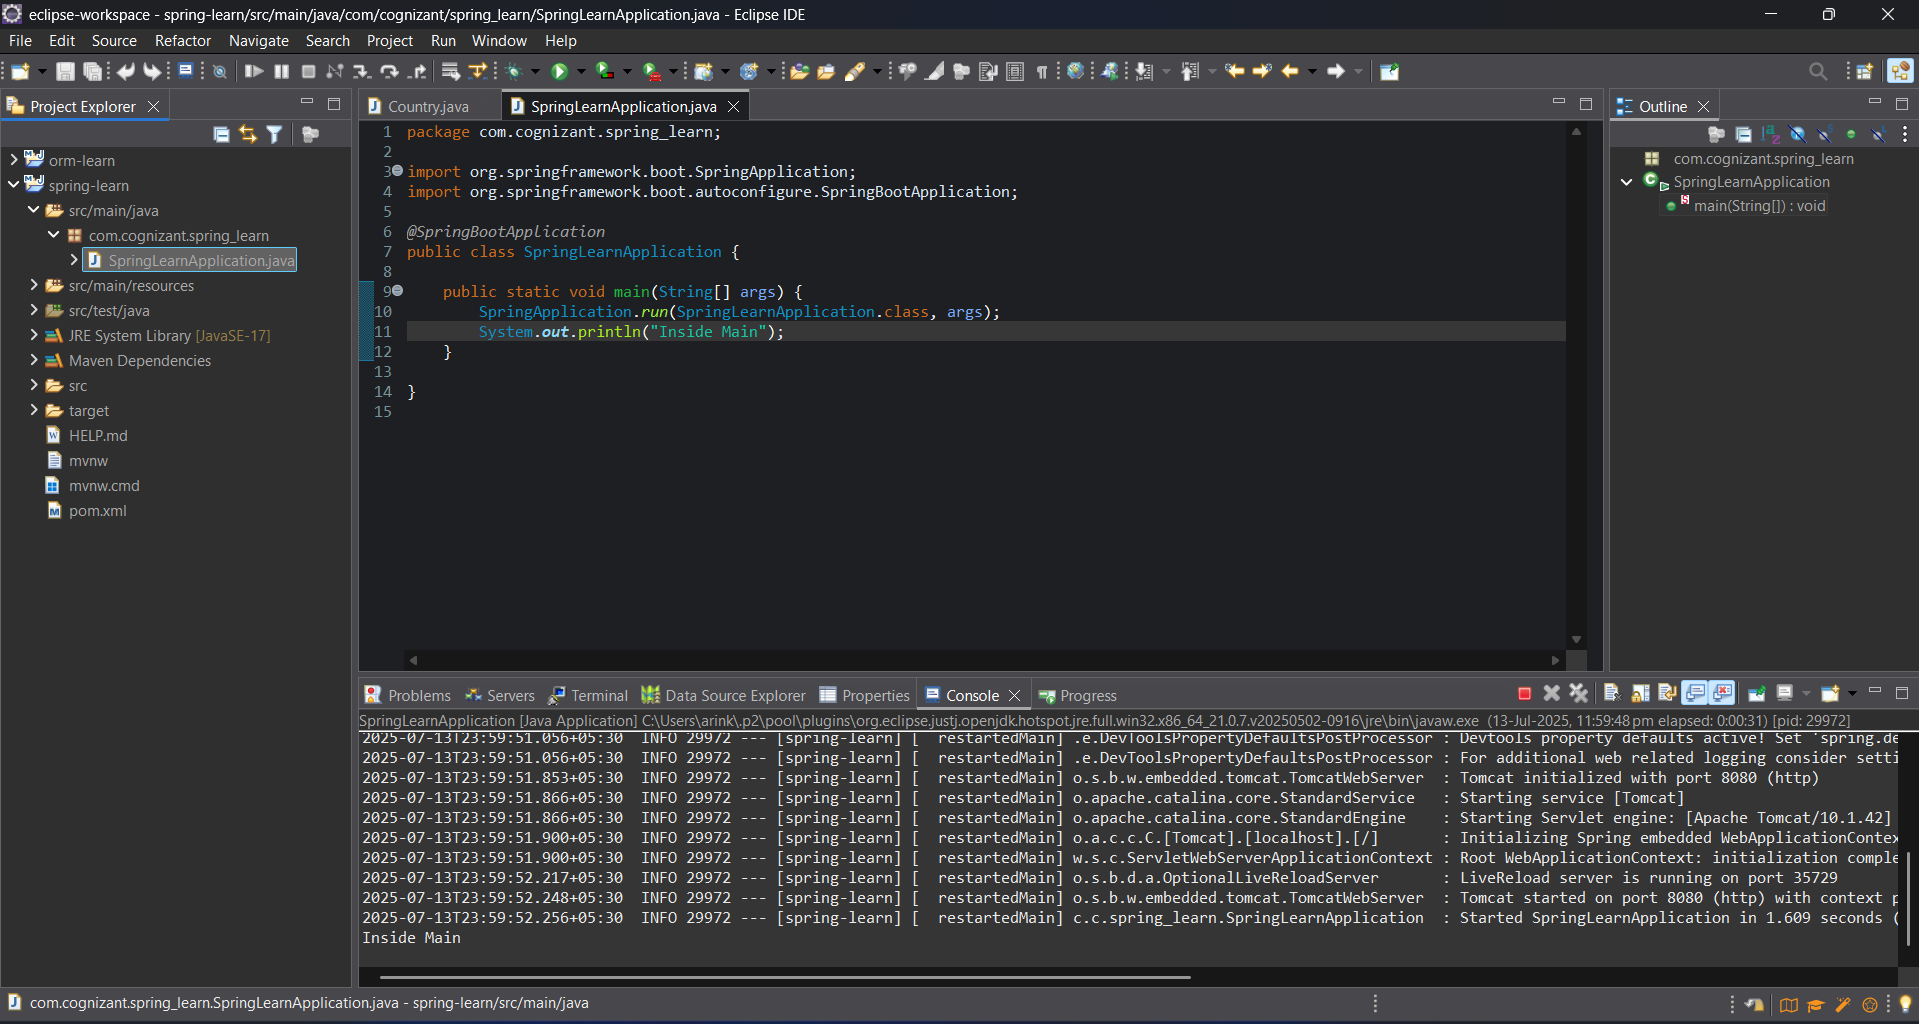 eclipse-workspace - spring-learn/src/main/java/com/cognizant/spring_learn/SpringLearnApplication.java - Eclipse IDE
File Edit Source Refactor Navigate Search Project Run Window Help
Project Explorer
orm-learn
spring-learn
src/main/java
com.cognizant.spring_learn
SpringLearnApplication.java
src/main/resources
src/test/java
JRE System Library [JavaSE-17]
Maven Dependencies
src
target
HELP.md
mvnw
mvnw.cmd
pom.xml
Country.java SpringLearnApplication.java
1 package com.cognizant.spring_learn;
2
3 import org.springframework.boot.SpringApplication;
4 import org.springframework.boot.autoconfigure.SpringBootApplication;
5
6 @SpringBootApplication
7 public class SpringLearnApplication {
8
9 public static void main(String[] args) {
10 SpringApplication.run(SpringLearnApplication.class, args);
11 System.out.println("Inside Main");
12 }
13
14 }
15
Outline
com.cognizant.spring_learn
SpringLearnApplication
main(String[]) : void
Problems Servers Terminal Data Source Explorer Properties Console Progress
SpringLearnApplication [Java Application] C:\Users\arink\.p2\pool\plugins\org.eclipse.justj.openjdk.hotspot.jre.full.win32.x86_64_21.0.7.v20250502-0916\jre\bin\javaw.exe (13-Jul-2025, 11:59:48 pm elapsed: 0:00:31) [pid: 29972]
2025-07-13T23:59:51.056+05:30 INFO 29972 --- [spring-learn] [ restartedMain] .e.DevToolsPropertyDefaultsPostProcessor : Devtools property defaults active! Set 'spring.de
2025-07-13T23:59:51.056+05:30 INFO 29972 --- [spring-learn] [ restartedMain] .e.DevToolsPropertyDefaultsPostProcessor : For additional web related logging consider setti
2025-07-13T23:59:51.853+05:30 INFO 29972 --- [spring-learn] [ restartedMain] o.s.b.w.embedded.tomcat.TomcatWebServer : Tomcat initialized with port 8080 (http)
2025-07-13T23:59:51.866+05:30 INFO 29972 --- [spring-learn] [ restartedMain] o.apache.catalina.core.StandardService : Starting service [Tomcat]
2025-07-13T23:59:51.866+05:30 INFO 29972 --- [spring-learn] [ restartedMain] o.apache.catalina.core.StandardEngine : Starting Servlet engine: [Apache Tomcat/10.1.42]
2025-07-13T23:59:51.900+05:30 INFO 29972 --- [spring-learn] [ restartedMain] o.a.c.c.C.[Tomcat].[localhost].[/] : Initializing Spring embedded WebApplicationContex
2025-07-13T23:59:51.900+05:30 INFO 29972 --- [spring-learn] [ restartedMain] w.s.c.ServletWebServerApplicationContext : Root WebApplicationContext: initialization comple
2025-07-13T23:59:52.217+05:30 INFO 29972 --- [spring-learn] [ restartedMain] o.s.b.d.a.OptionalLiveReloadServer : LiveReload server is running on port 35729
2025-07-13T23:59:52.248+05:30 INFO 29972 --- [spring-learn] [ restartedMain] o.s.b.w.embedded.tomcat.TomcatWebServer : Tomcat started on port 8080 (http) with context p
2025-07-13T23:59:52.256+05:30 INFO 29972 --- [spring-learn] [ restartedMain] c.c.spring_learn.SpringLearnApplication : Started SpringLearnApplication in 1.609 seconds (
Inside Main
com.cognizant.spring_learn.SpringLearnApplication.java - spring-learn/src/main/java